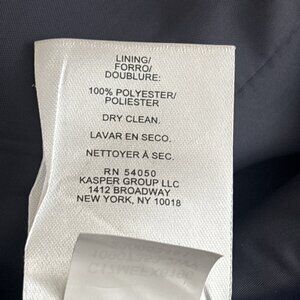 LINING/
FORRO/
DOUBLURE:
100% POLYESTER/
POLIESTER
DRY CLEAN.
LAVAR EN SECO.
NETTOYER À SEC.
RN 54050
KASPER GROUP LLC
1412 BROADWAY
NEW YORK, NY 10018